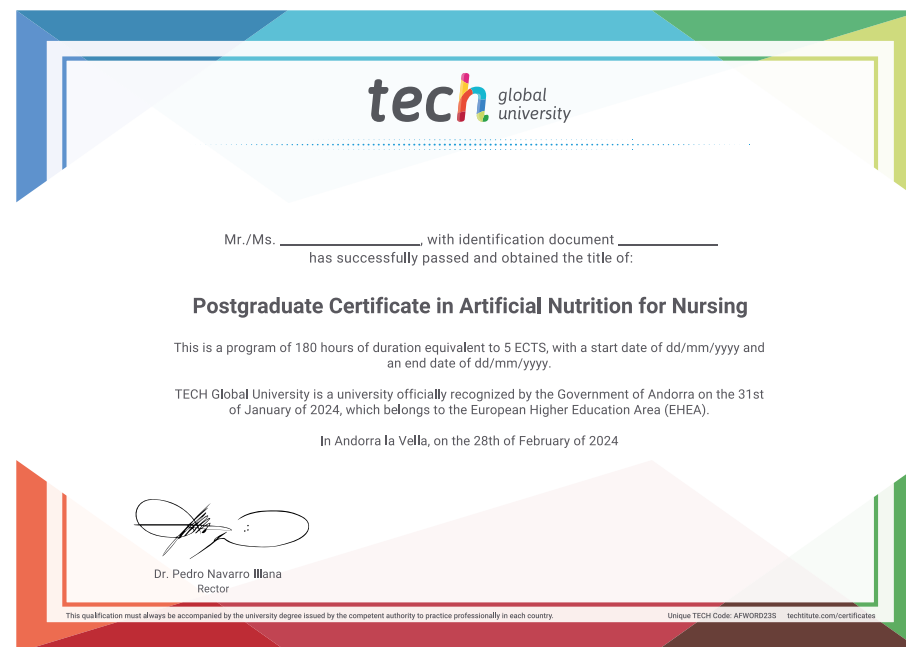 tech global university
Mr./Ms. ________________, with identification document ____________
has successfully passed and obtained the title of:
Postgraduate Certificate in Artificial Nutrition for Nursing
This is a program of 180 hours of duration equivalent to 5 ECTS, with a start date of dd/mm/yyyy and
an end date of dd/mm/yyyy.
TECH Global University is a university officially recognized by the Government of Andorra on the 31st
of January of 2024, which belongs to the European Higher Education Area (EHEA).
In Andorra la Vella, on the 28th of February of 2024
Dr. Pedro Navarro Illana
Rector
This qualification must always be accompanied by the university degree issued by the competent authority to practice professionally in each country.
Unique TECH Code: AFWORD23S techtitute.com/certificates